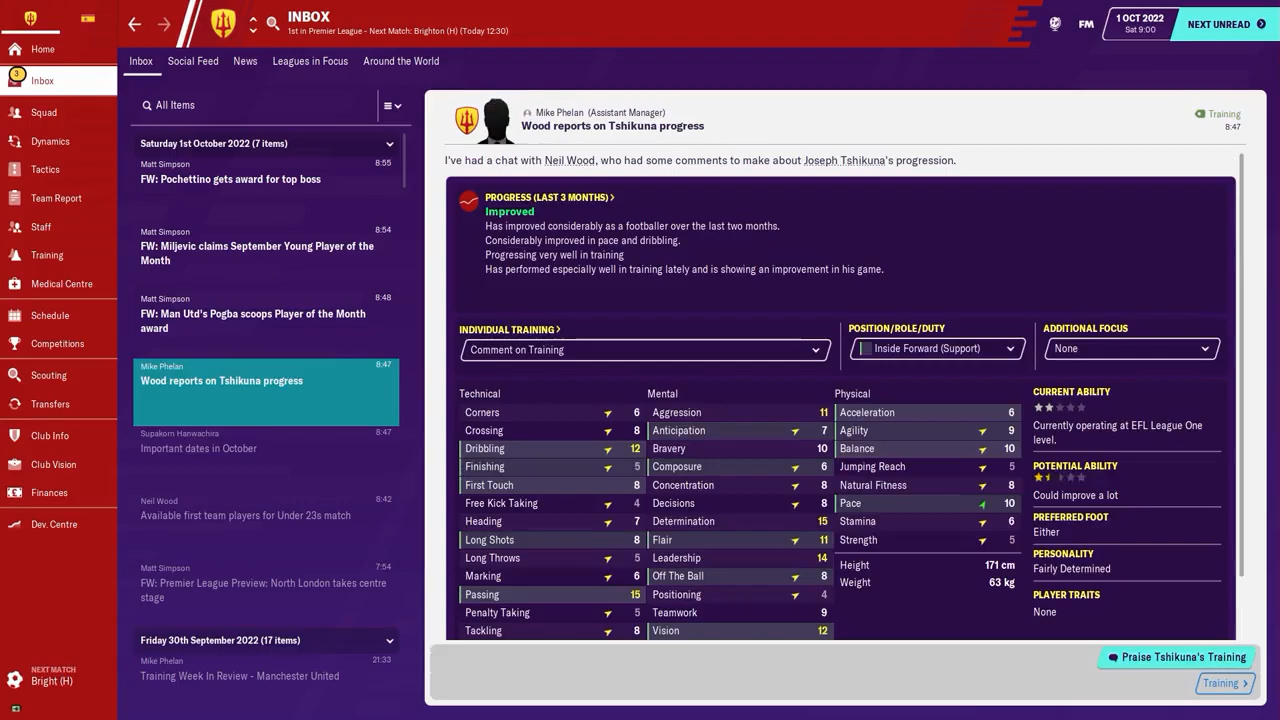 INBOX
1st in Premier League - Next Match: Brighton (H) (Today 12:30)
FM
1 OCT 2022
Sat 9:00
NEXT UNREAD
Home
3
Inbox
Squad
Dynamics
Tactics
Team Report
Staff
Training
Medical Centre
Schedule
Competitions
Scouting
Transfers
Club Info
Club Vision
Finances
Dev. Centre
NEXT MATCH
Bright (H)
Inbox
Social Feed
News
Leagues in Focus
Around the World
All Items
Saturday 1st October 2022 (7 items)
Matt Simpson 8:55
FW: Pochettino gets award for top boss
Matt Simpson 8:54
FW: Miljevic claims September Young Player of the
Month
Matt Simpson 8:48
FW: Man Utd's Pogba scoops Player of the Month
award
Mike Phelan 8:47
Wood reports on Tshikuna progress
Supakorn Hanwachira 8:47
Important dates in October
Neil Wood 8:42
Available first team players for Under 23s match
Matt Simpson 7:54
FW: Premier League Preview: North London takes centre
stage
Friday 30th September 2022 (17 items)
Mike Phelan 21:33
Training Week In Review - Manchester United
Mike Phelan (Assistant Manager)
Wood reports on Tshikuna progress
Training
8:47
I've had a chat with Neil Wood, who had some comments to make about Joseph Tshikuna's progression.
PROGRESS (LAST 3 MONTHS)
Improved
Has improved considerably as a footballer over the last two months.
Considerably improved in pace and dribbling.
Progressing very well in training
Has performed especially well in training lately and is showing an improvement in his game.
INDIVIDUAL TRAINING
Comment on Training
POSITION/ROLE/DUTY
Inside Forward (Support)
ADDITIONAL FOCUS
None
Technical
Corners 6
Crossing 8
Dribbling 12
Finishing 5
First Touch 8
Free Kick Taking 4
Heading 7
Long Shots 8
Long Throws 5
Marking 6
Passing 15
Penalty Taking 5
Tackling 8
Mental
Aggression 11
Anticipation 7
Bravery 10
Composure 6
Concentration 8
Decisions 8
Determination 15
Flair 11
Leadership 14
Off The Ball 8
Positioning 4
Teamwork 9
Vision 12
Physical
Acceleration 6
Agility 9
Balance 10
Jumping Reach 5
Natural Fitness 8
Pace 10
Stamina 6
Strength 5
Height 171 cm
Weight 63 kg
CURRENT ABILITY
Currently operating at EFL League One
level.
POTENTIAL ABILITY
Could improve a lot
PREFERRED FOOT
Either
PERSONALITY
Fairly Determined
PLAYER TRAITS
None
Praise Tshikuna's Training
Training